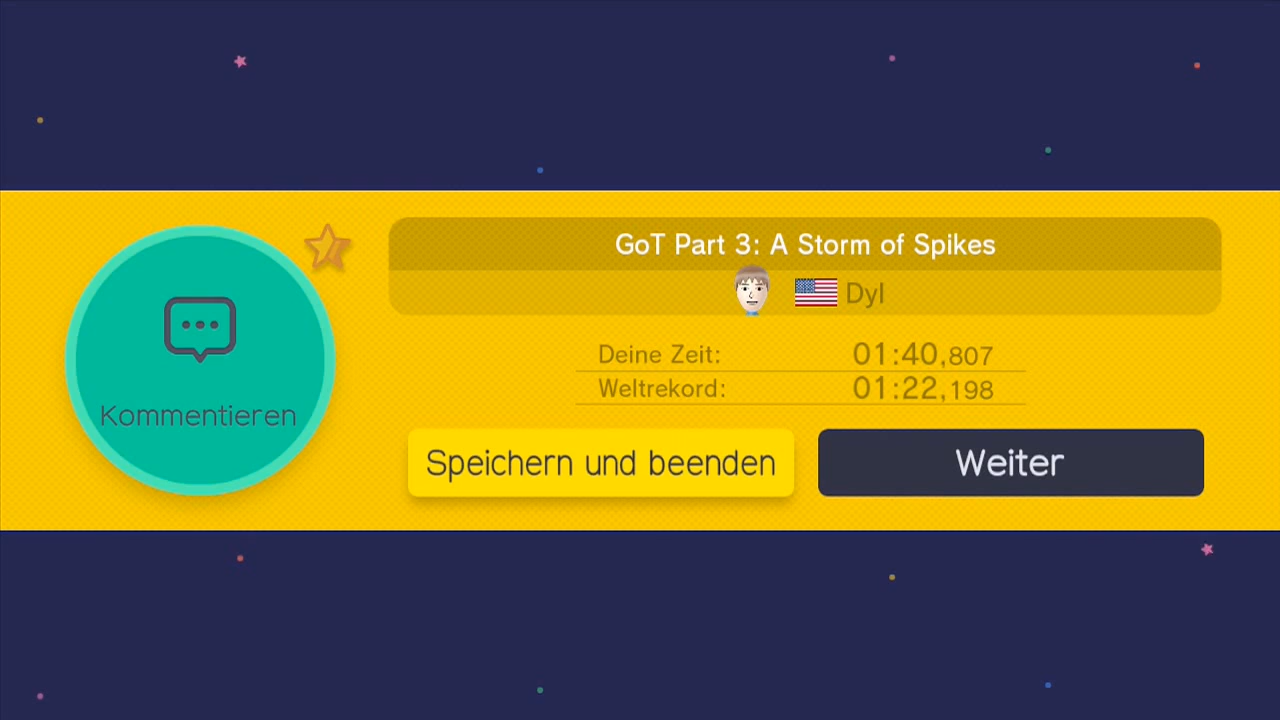 GoT Part 3: A Storm of Spikes
Dyl
Deine Zeit: 01:40,807
Weltrekord: 01:22,198
Kommentieren
Speichern und beenden
Weiter